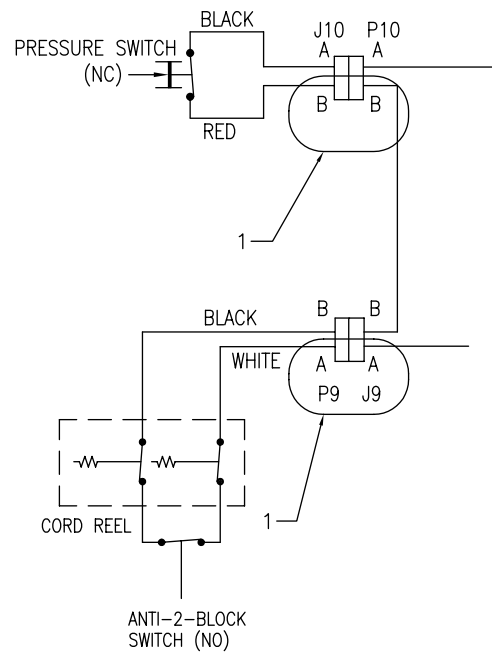 BLACK
J10 P10
PRESSURE SWITCH
(NC)
A A
B B
RED
1
B B
BLACK
WHITE
A A
P9 J9
CORD REEL
1
ANTI-2-BLOCK
SWITCH (NO)